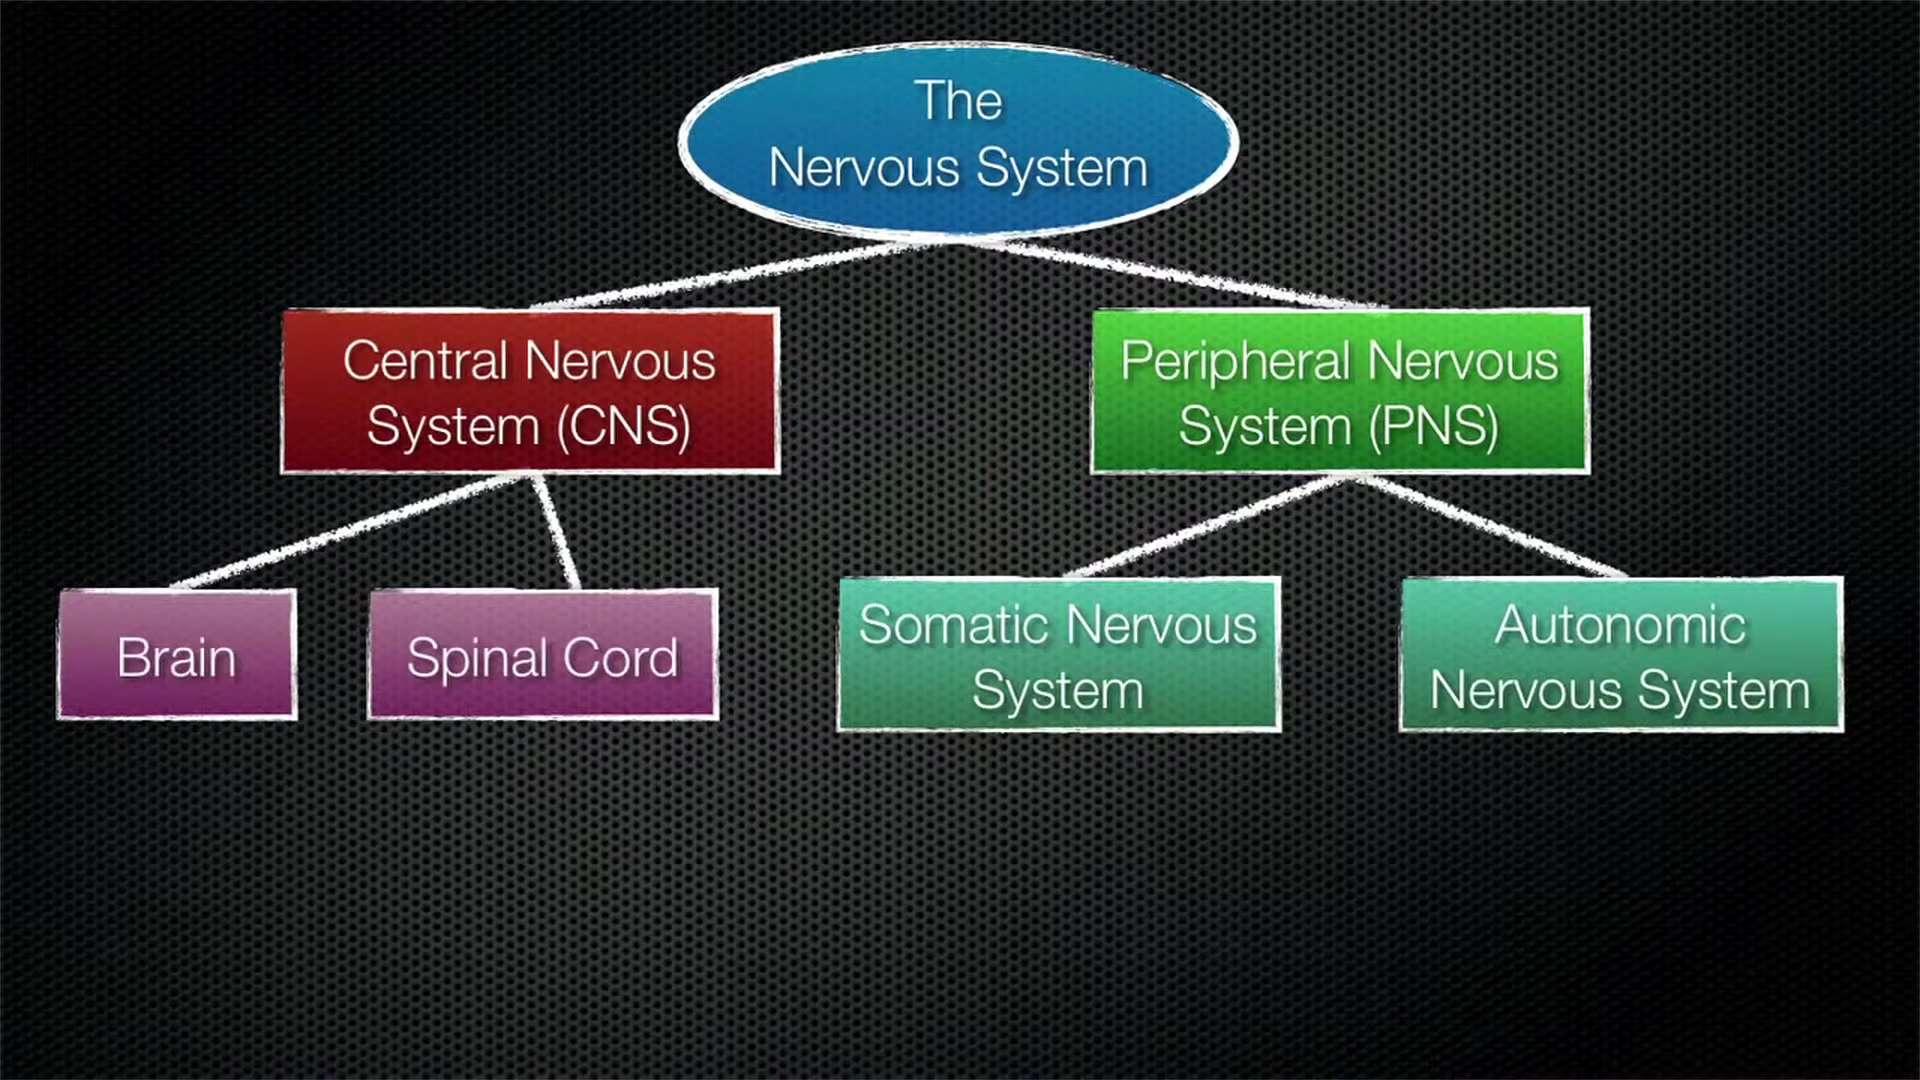 The
Nervous System
Central Nervous
System (CNS)
Peripheral Nervous
System (PNS)
Brain
Spinal Cord
Somatic Nervous
System
Autonomic
Nervous System